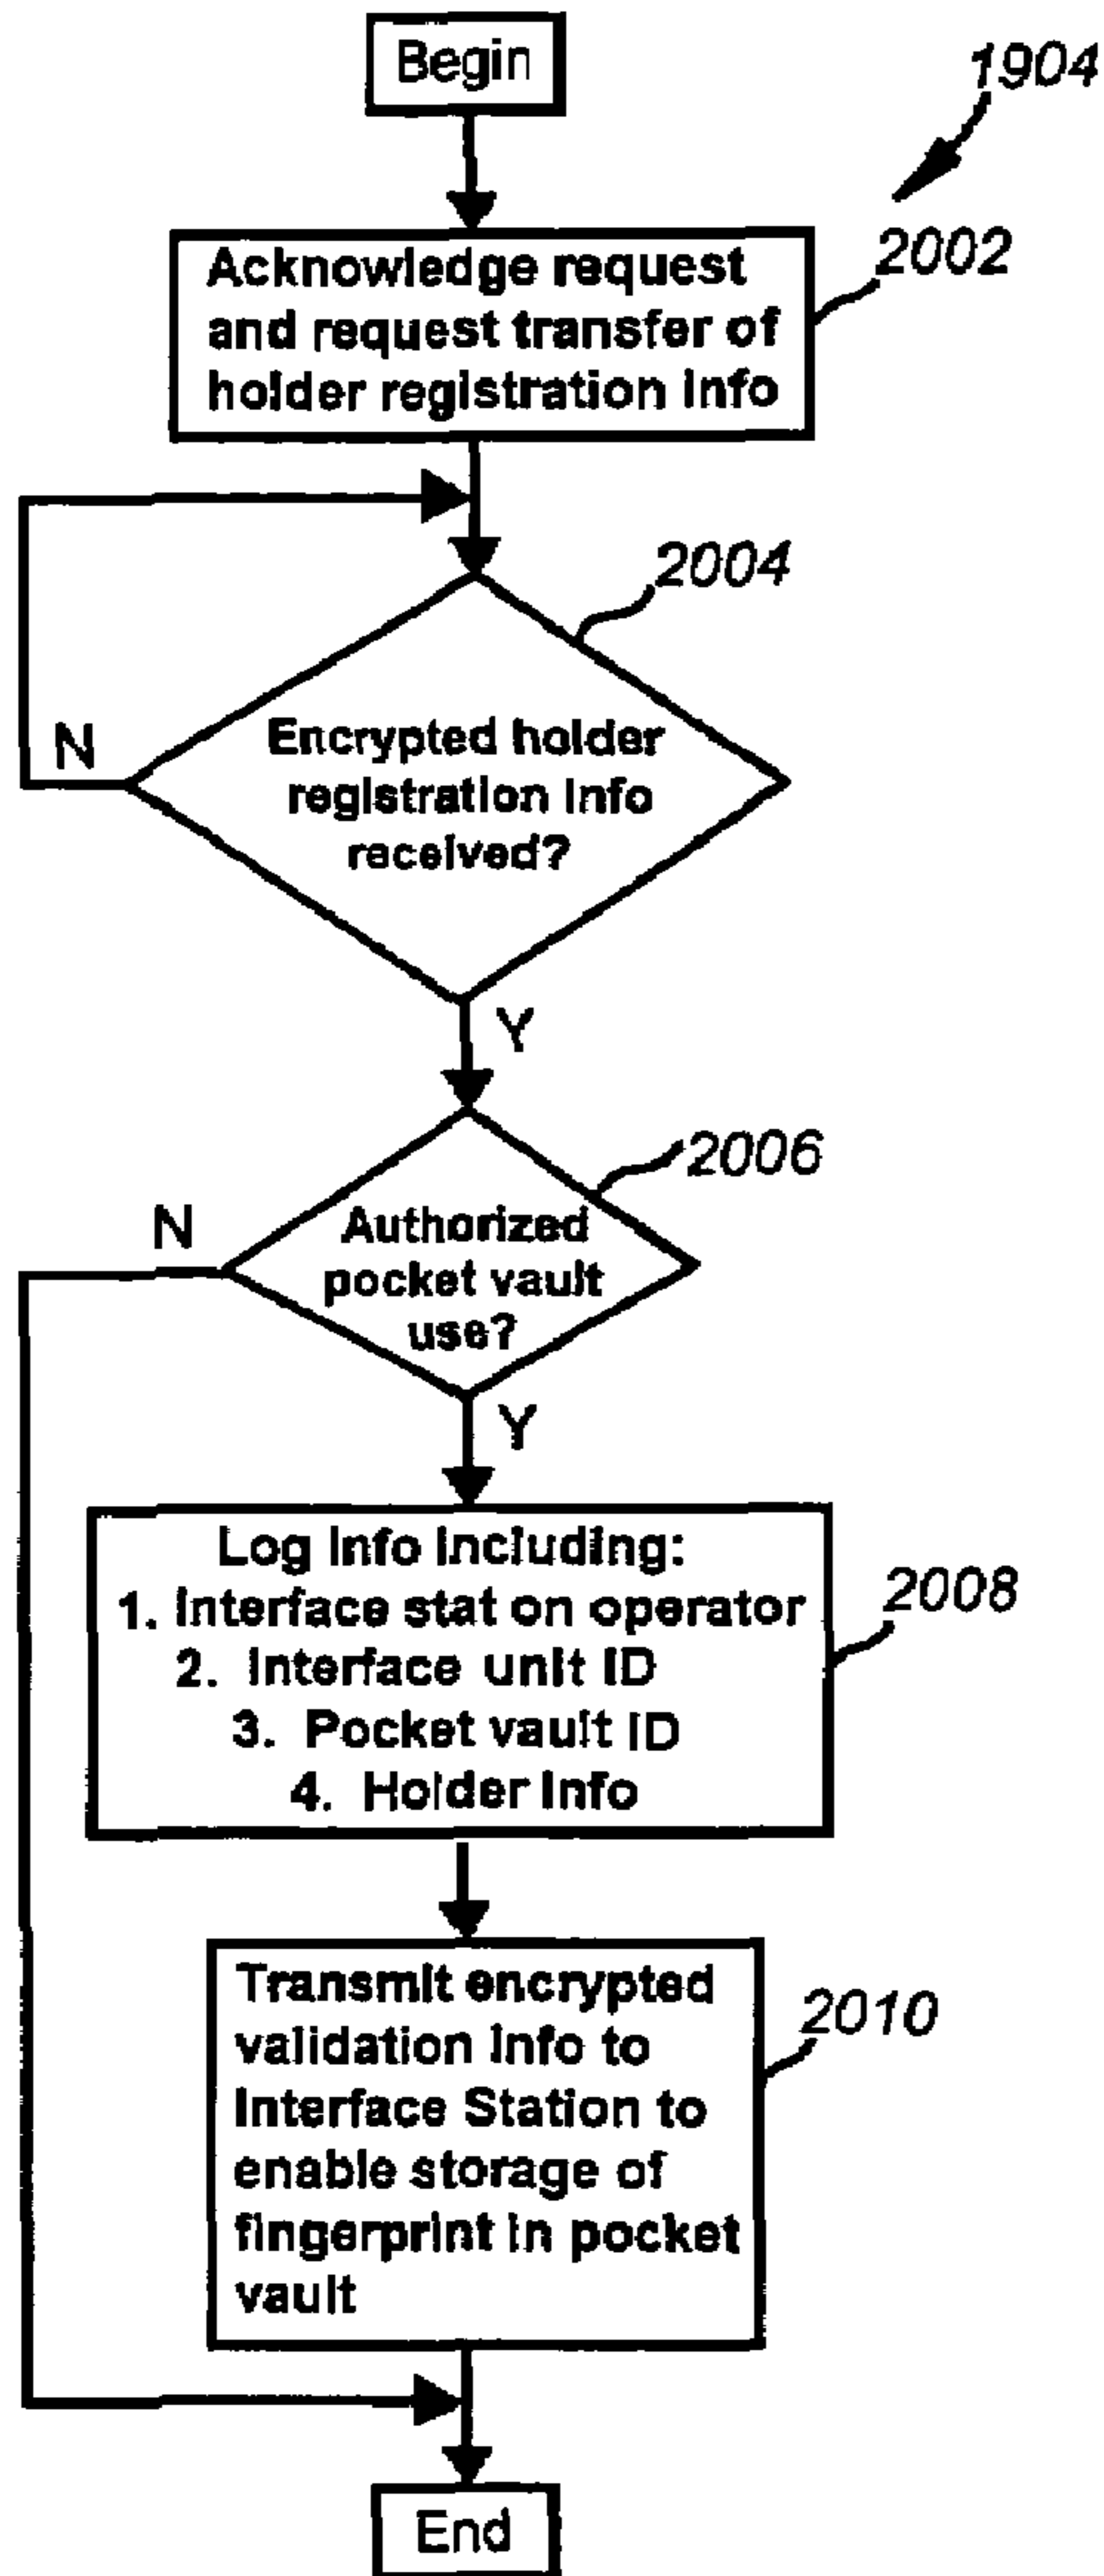 Begin
1904
2002
Acknowledge request
and request transfer of
holder registration Info
2004
N
Encrypted holder
registration Info
received?
Y
2006
N
Authorized
pocket vault
use?
Y
Log Info Including:
1. Interface stat on operator
2. Interface unit ID
3. Pocket vault ID
4. Holder Info
2008
Transmit encrypted
validation Info to
Interface Station to
enable storage of
fingerprint in pocket
vault
2010
End